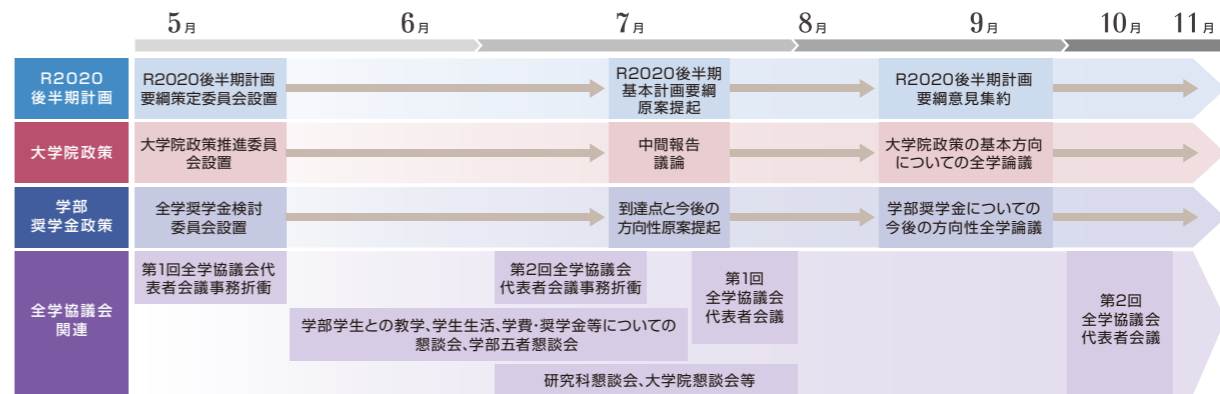 5月
6月
7月
8月
9月
10月
11月
R2020
後半期計画
R2020後半期計画
要綱策定委員会設置
R2020後半期
基本計画要綱
原案提起
R2020後半期計画
要綱意見集約
大学院政策
大学院政策推進委員
会設置
中間報告
議論
大学院政策の基本方向
についての全学論議
学部
奨学金政策
全学奨学金検討
委員会設置
到達点と今後の
方向性原案提起
学部奨学金についての
今後の方向性全学論議
全学協議会
関連
第1回全学協議会代
表者会議事務折衝
第2回全学協議会
代表者会議事務折衝
第1回
全学協議会
代表者会議
第2回
全学協議会
代表者会議
学部学生との教学、学生生活、学費・奨学金等についての
懇談会、学部五者懇談会
研究科懇談会、大学院懇談会等